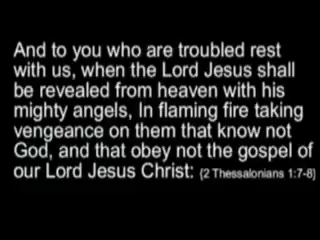 And to you who are troubled rest
with us, when the Lord Jesus shall
be revealed from heaven with his
mighty angels, In flaming fire taking
vengeance on them that know not
God, and that obey not the gospel of
our Lord Jesus Christ: {2 Thessalonians 1:7-8}